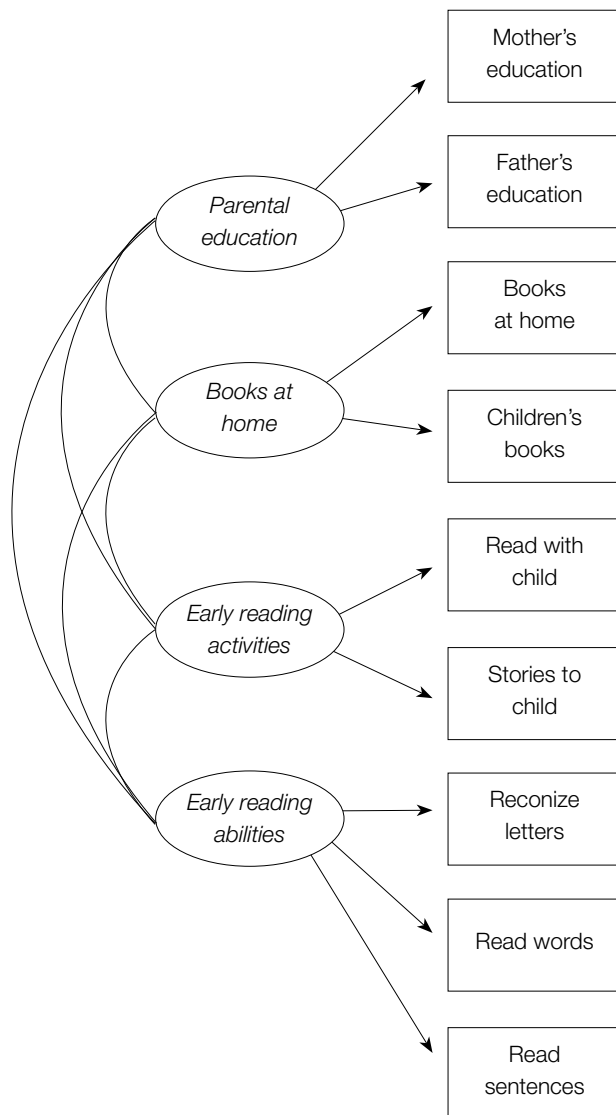 Mother's
education
Father's
education
Parental
education
Books
at home
Books at
home
Children's
books
Read with
child
Early reading
activities
Stories to
child
Early reading
abilities
Reconize
letters
Read words
Read
sentences